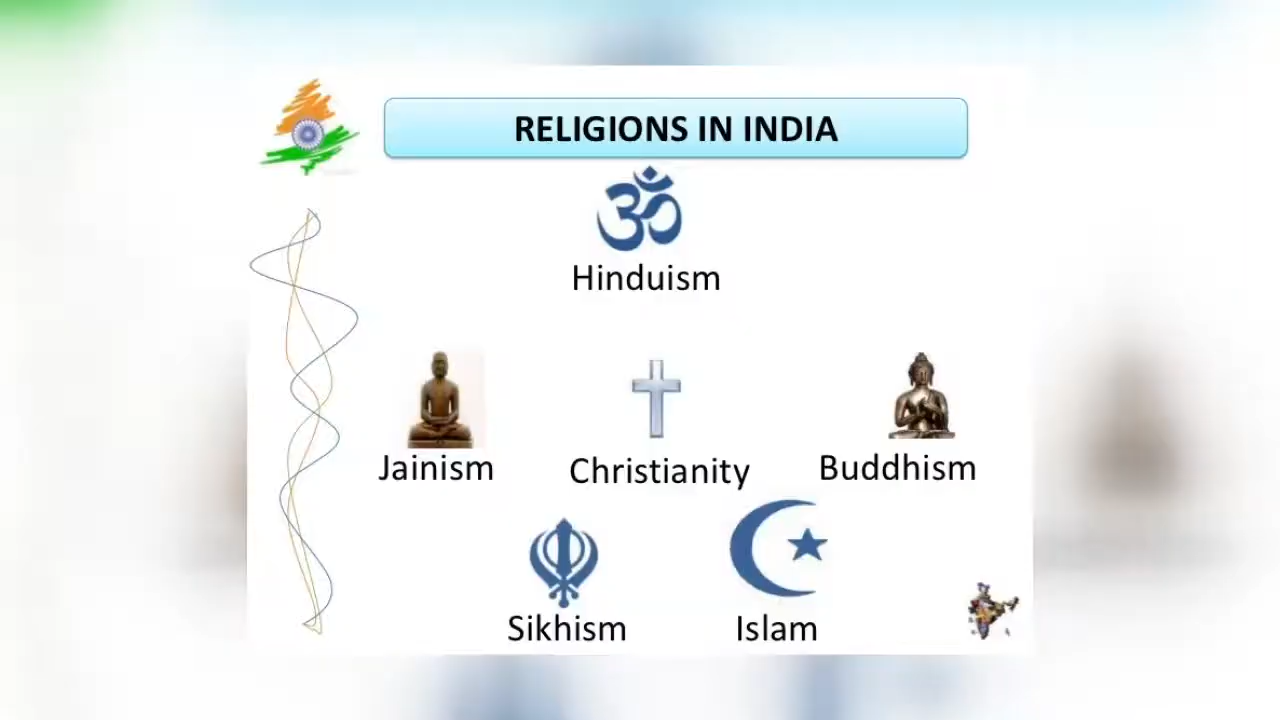 RELIGIONS IN INDIA
ॐ
Hinduism
Jainism
Christianity
Buddhism
Sikhism
Islam